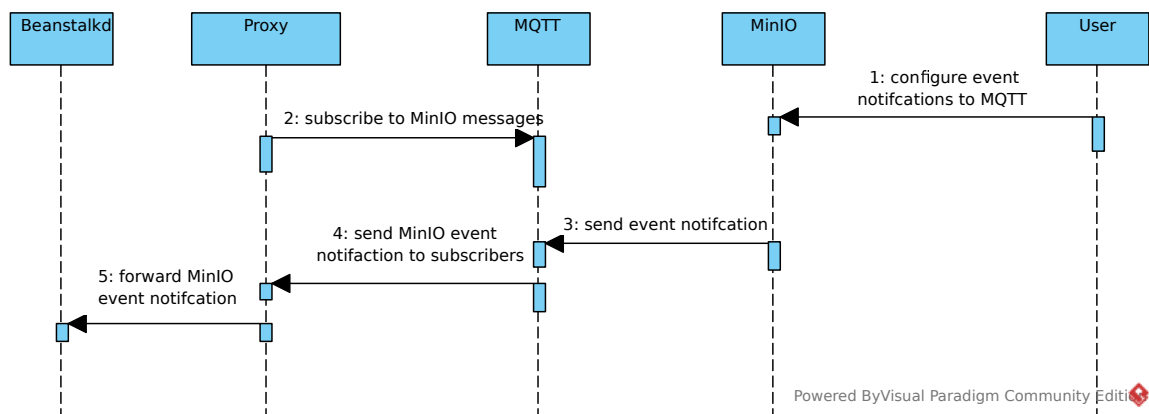 Beanstalkd
Proxy
MQTT
MinIO
User
1: configure event
notifcations to MQTT
2: subscribe to MinIO messages
3: send event notifcation
4: send MinIO event
notifaction to subscribers
5: forward MinIO
event notifcation
Powered ByVisual Paradigm Community Edition